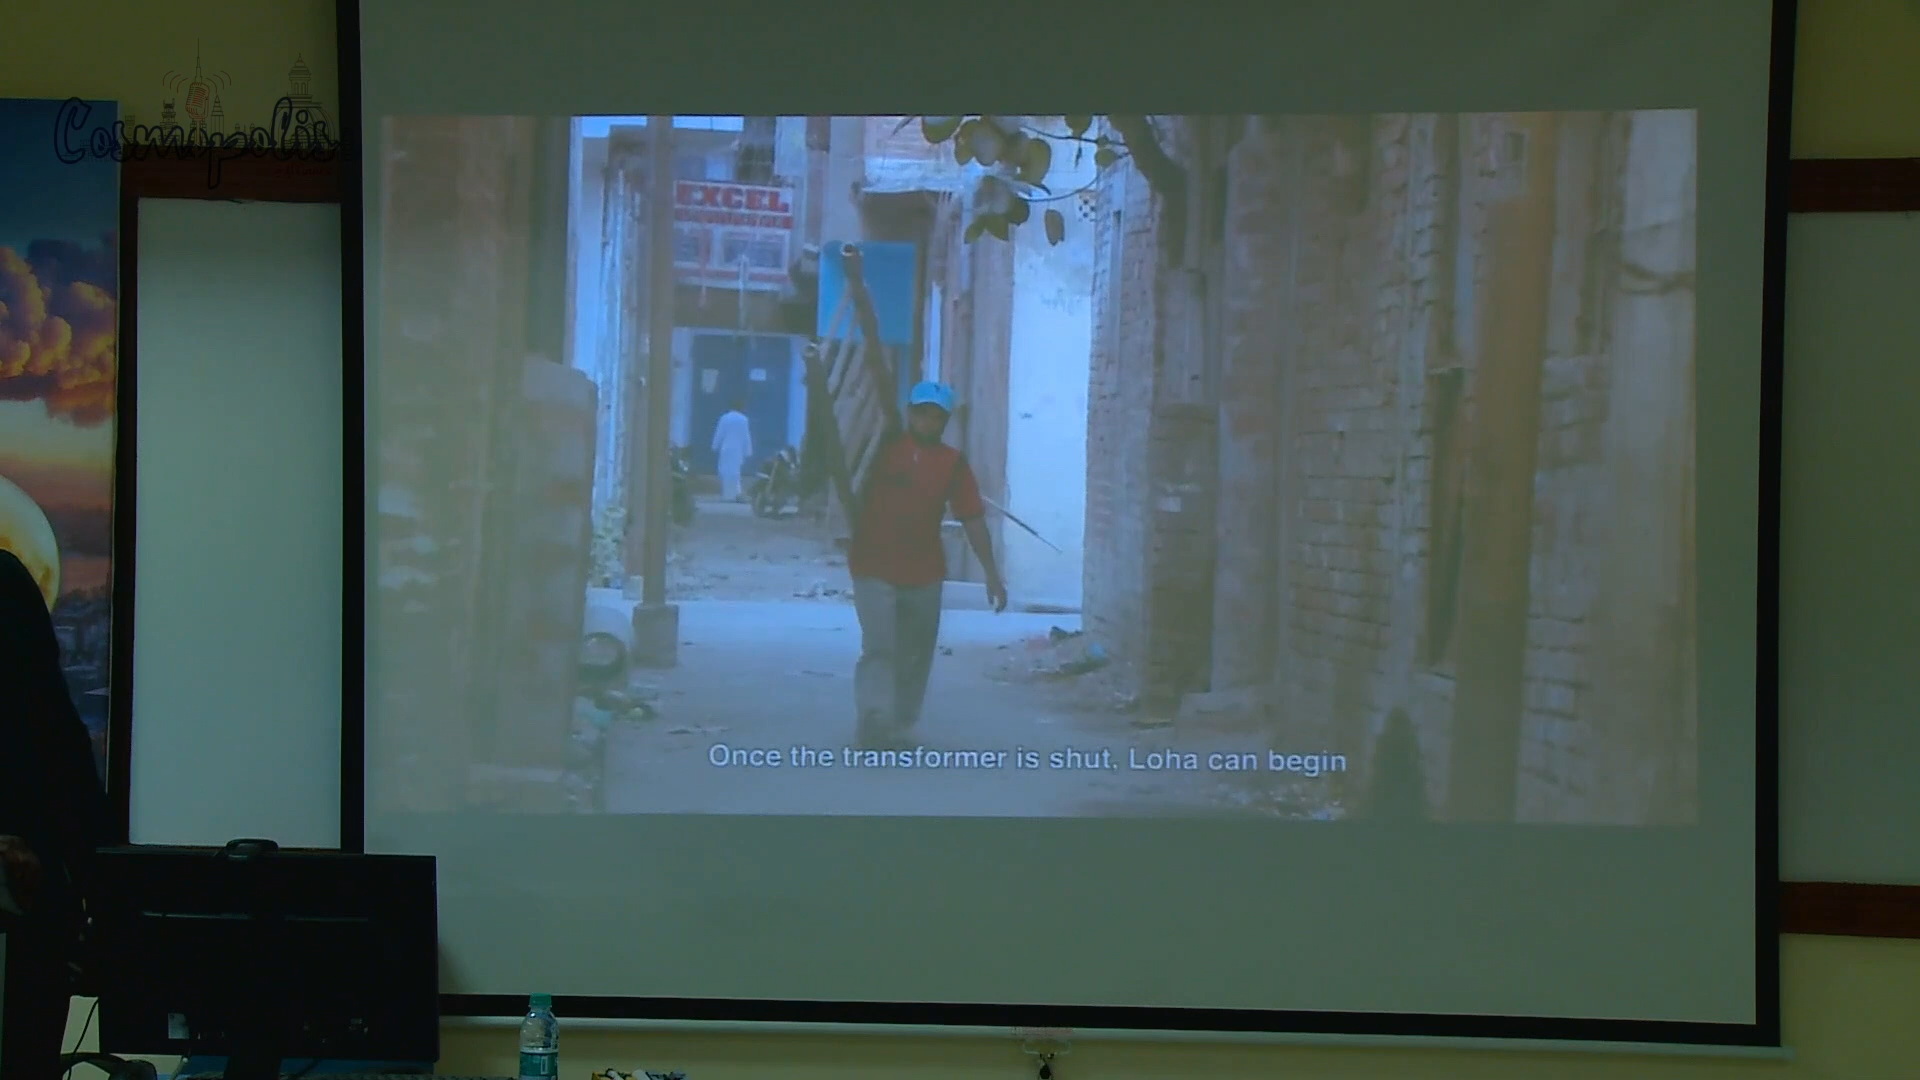 Cosmopolis
EXCEL
Once the transformer is shut, Loha can begin